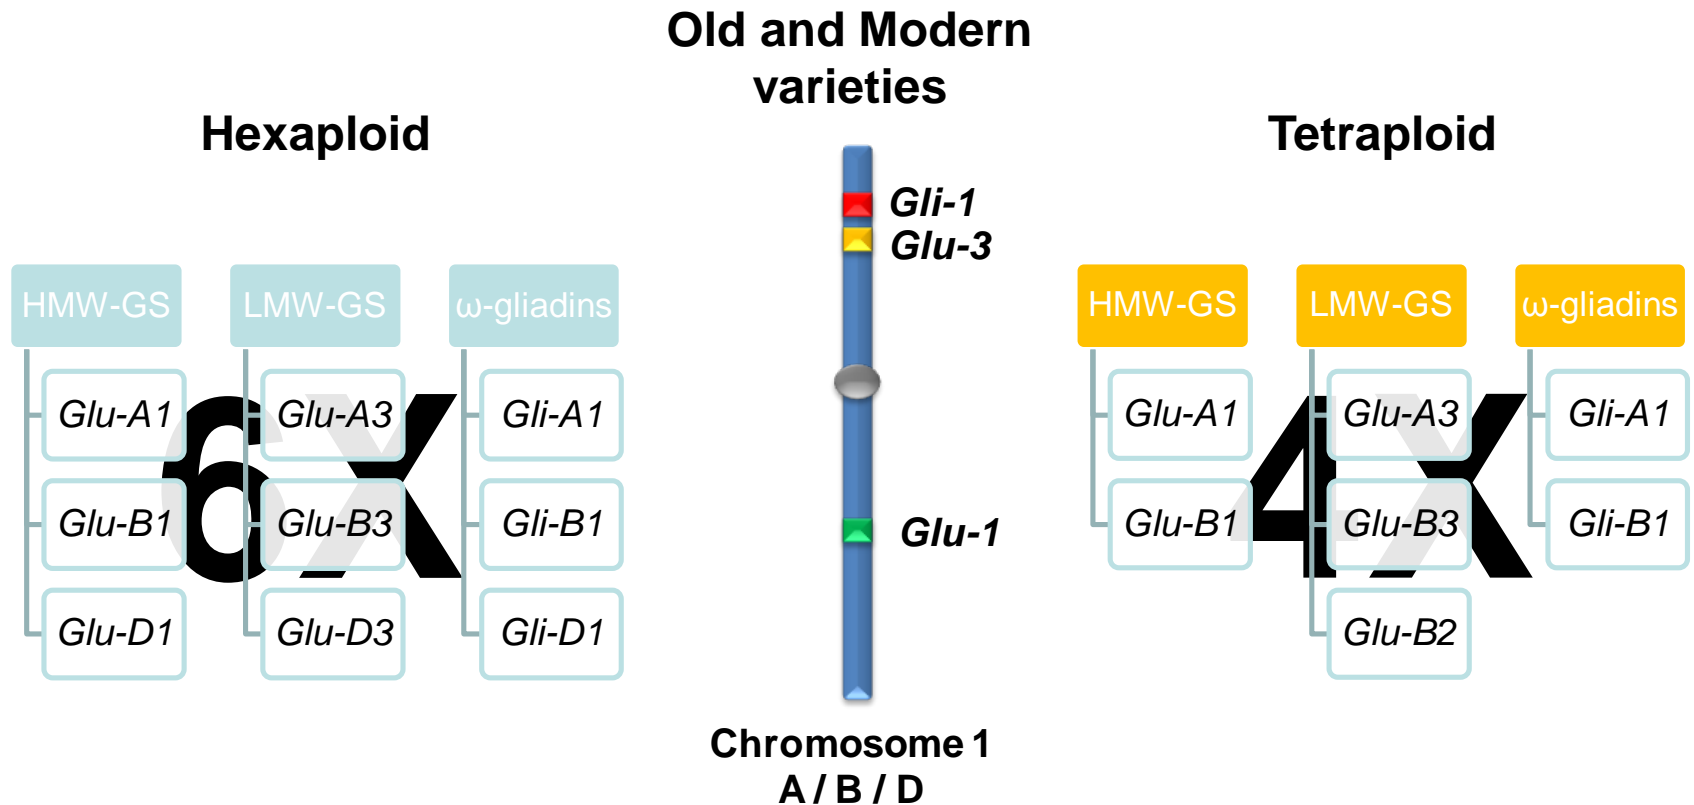 Old and Modern
varieties
Hexaploid
HMW-GS
Glu-A1
Glu-B1
Glu-D1
LMW-GS
Glu-A3
Glu-B3
Glu-D3
ω-gliadins
Gli-A1
Gli-B1
Gli-D1
6X
Gli-1
Glu-3
Glu-1
Chromosome 1
A / B / D
Tetraploid
HMW-GS
Glu-A1
Glu-B1
LMW-GS
Glu-A3
Glu-B3
Glu-B2
ω-gliadins
Gli-A1
Gli-B1
4X